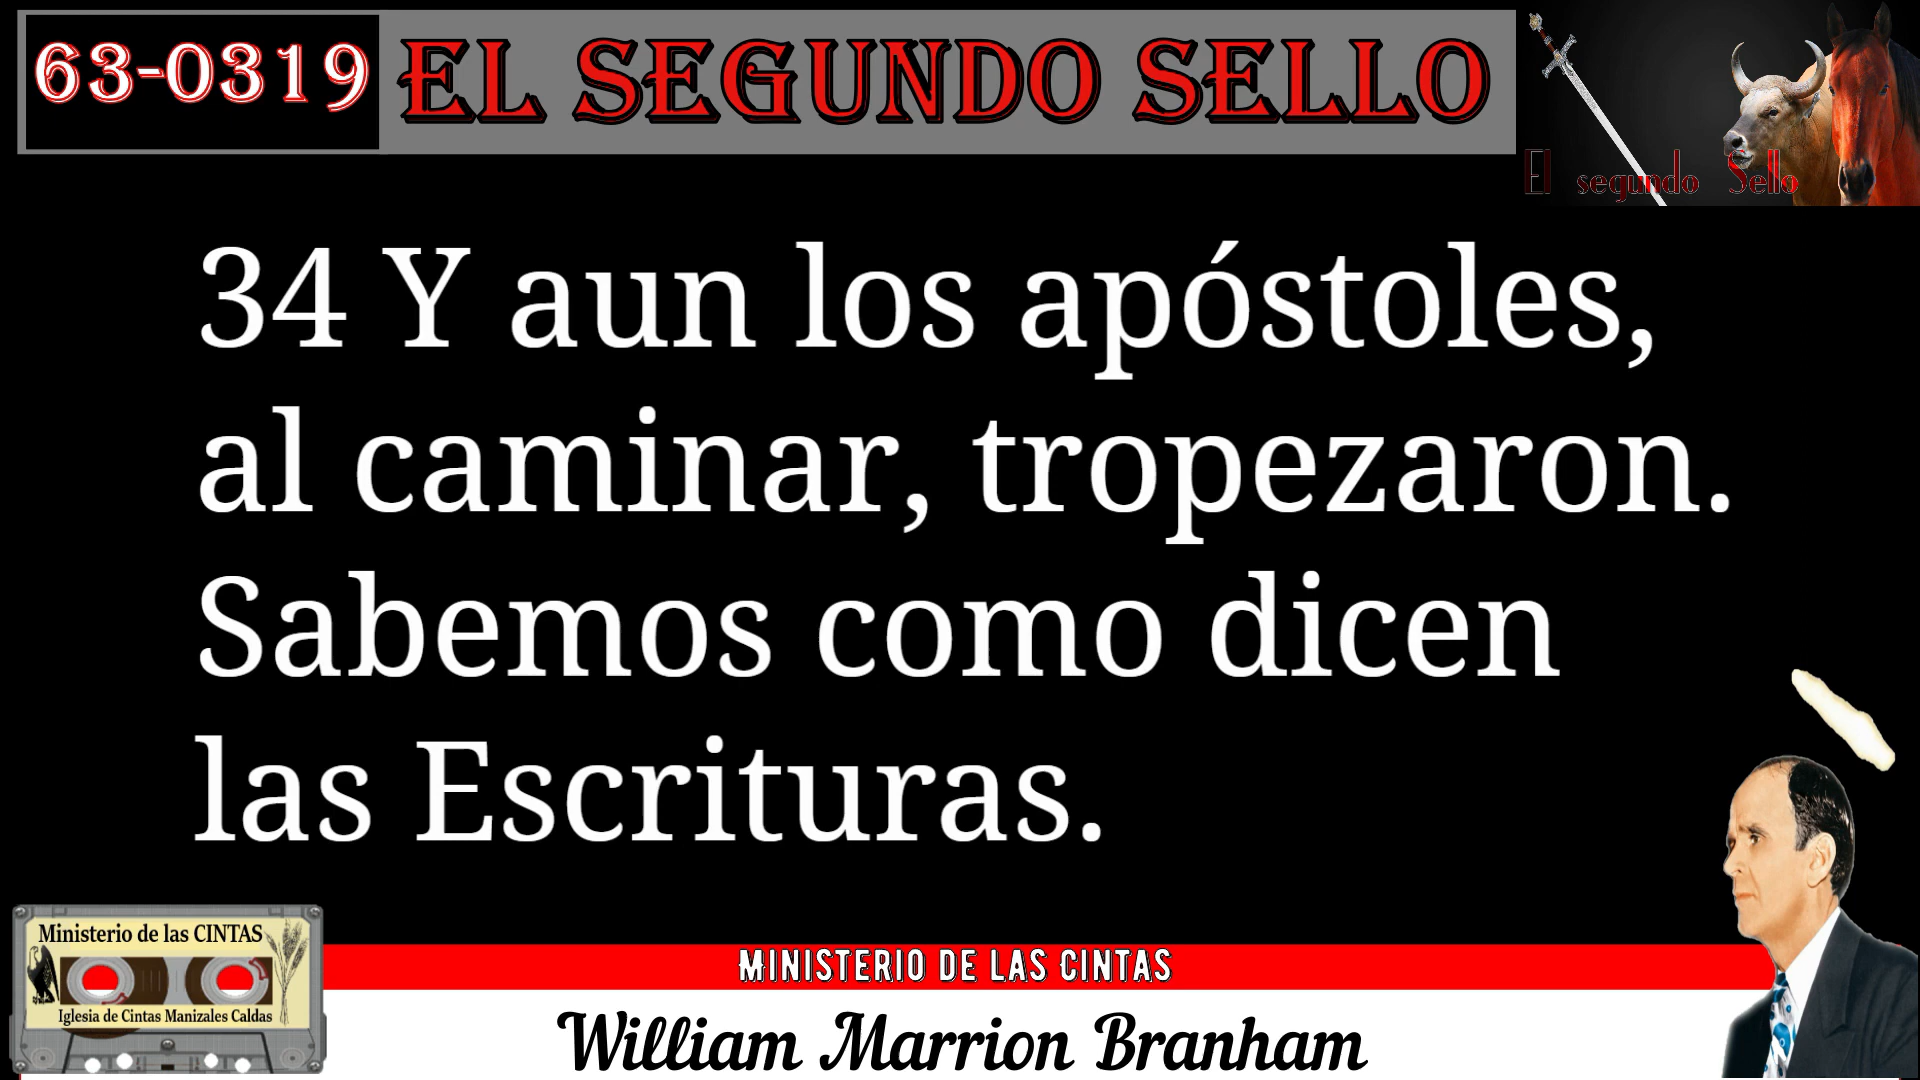 63-0319 EL SEGUNDO SELLO
El segundo Sello
34 Y aun los apóstoles,
al caminar, tropezaron.
Sabemos como dicen
las Escrituras.
Ministerio de las CINTAS
Iglesia de Cintas Manizales Caldas
MINISTERIO DE LAS CINTAS
William Marrion Branham